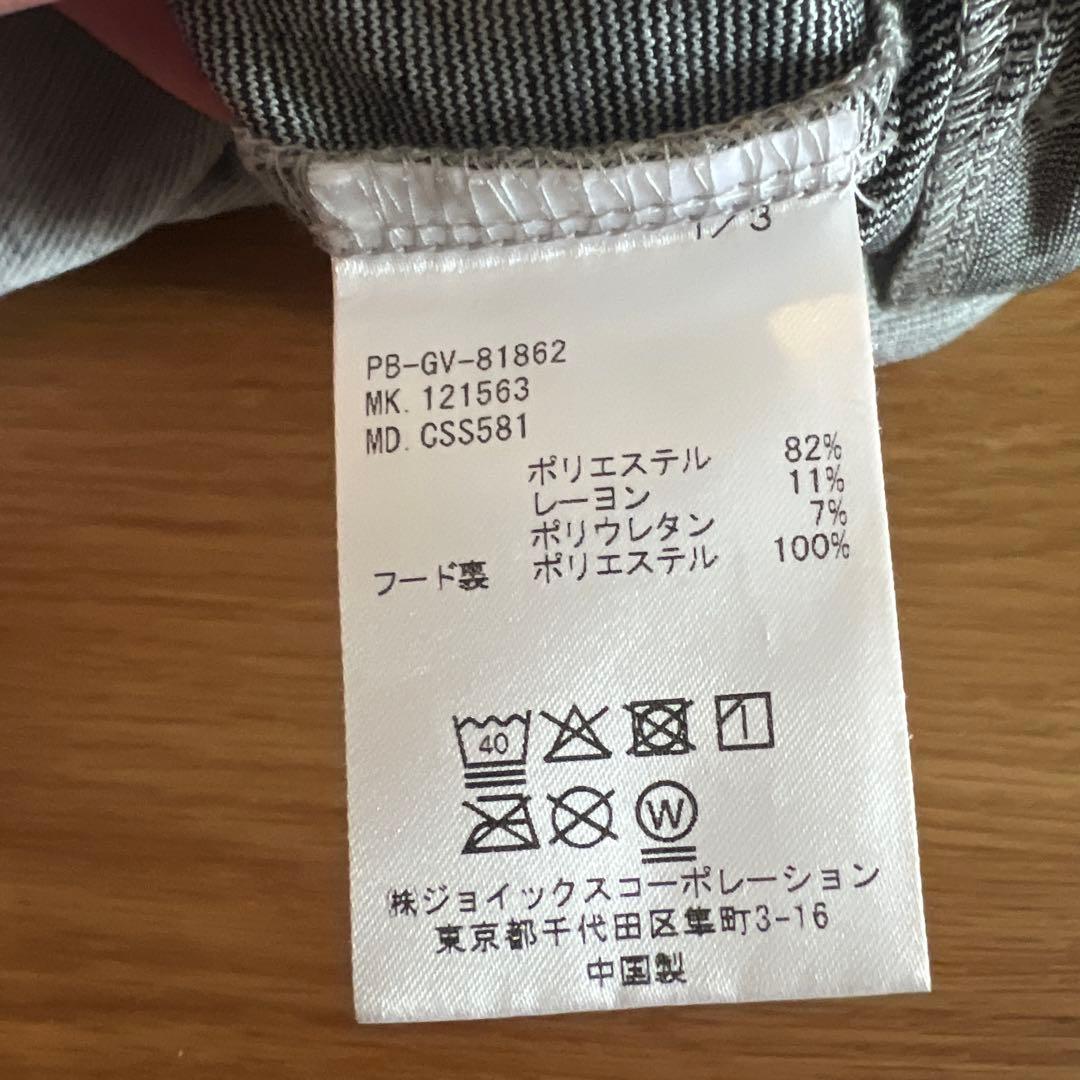 1/3
PB-GV-81862
MK. 121563
MD. CSS581
ポリエステル 82%
レーヨン 11%
ポリウレタン 7%
フード裏 ポリエステル 100%
40
W
㈱ジョイックスコーポレーション
東京都千代田区隼町3-16
中国製